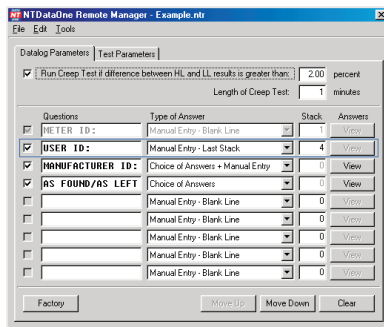 NTDataOne Remote Manager - Example.ntr
File Edit Tools
Datalog Parameters Test Parameters
Run Creep Test if difference between HL and LL results is greater than: 2.00 percent
Length of Creep Test: 1 minutes
Questions Type of Answer Stack Answers
METER ID: Manual Entry - Blank Line 1 View
USER ID: Manual Entry - Last Stack 4 View
MANUFACTURER ID: Choice of Answers + Manual Entry 0 View
AS FOUND/AS LEFT Choice of Answers 0 View
Manual Entry - Blank Line 0 View
Manual Entry - Blank Line 0 View
Manual Entry - Blank Line 0 View
Manual Entry - Blank Line 0 View
Manual Entry - Blank Line 0 View
Factory Move Up Move Down Clear